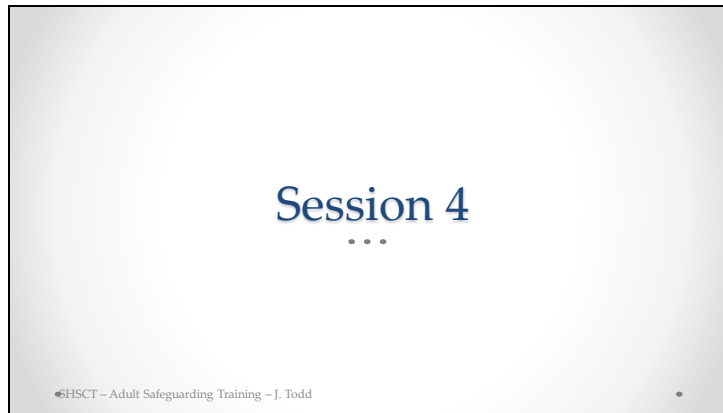 Session 4
SHSCT – Adult Safeguarding Training – J. Todd